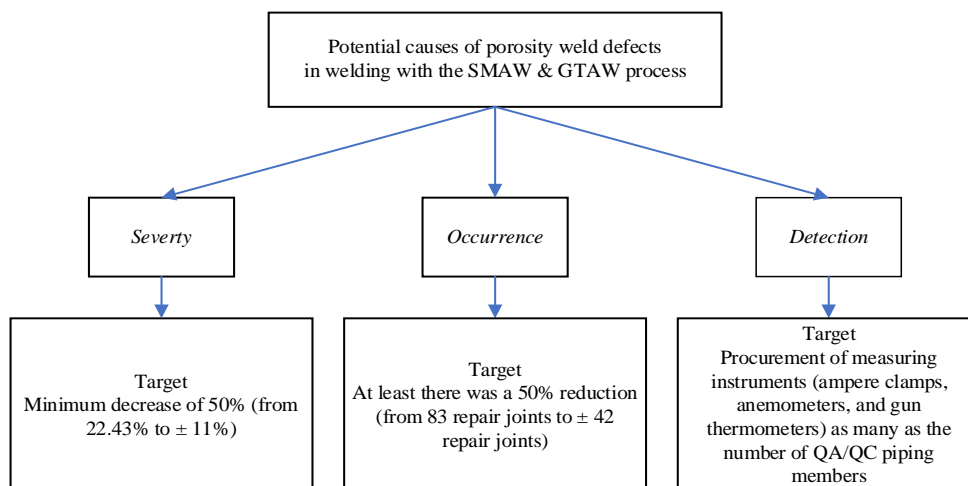 Potential causes of porosity weld defects
in welding with the SMAW & GTAW process
Severty
Occurrence
Detection
Target
Minimum decrease of 50% (from
22.43% to ± 11%)
Target
At least there was a 50% reduction
(from 83 repair joints to ± 42
repair joints)
Target
Procurement of measuring
instruments (ampere clamps,
anemometers, and gun
thermometers) as many as the
number of QA/QC piping
members